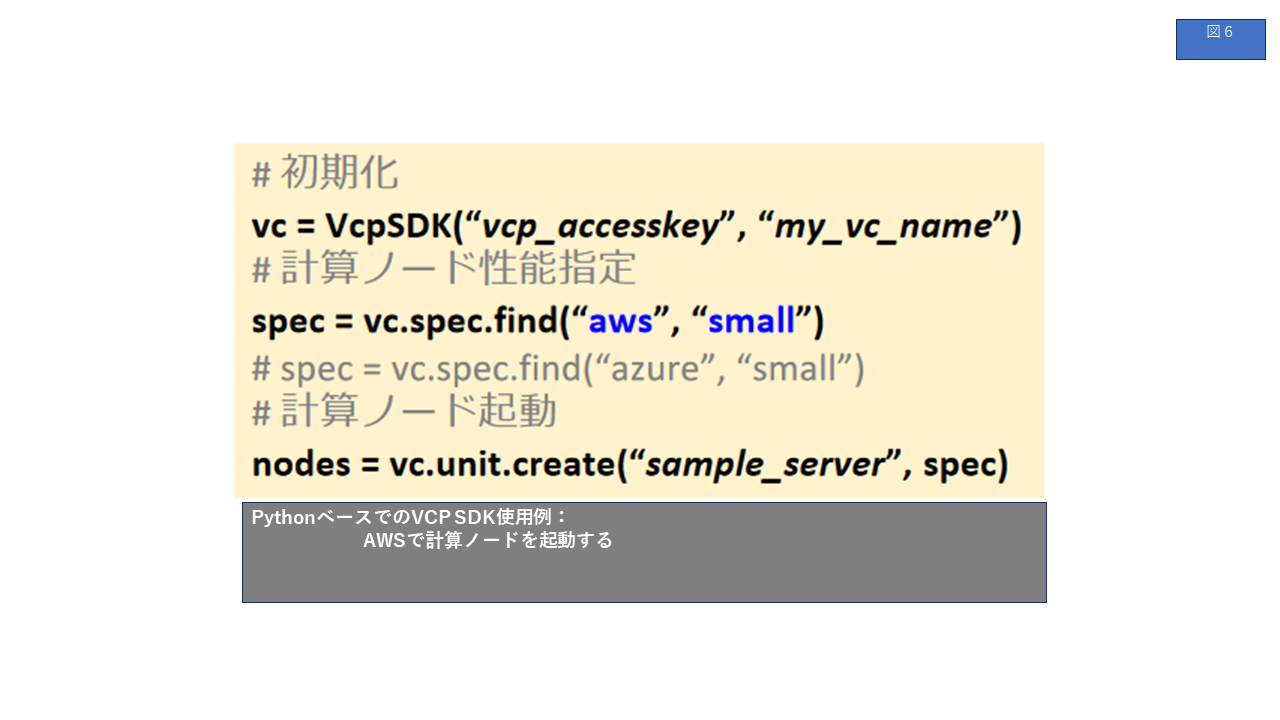 図 6
# 初期化
vc = VcpSDK(“vcp_accesskey”, “my_vc_name”)
# 計算ノード性能指定
spec = vc.spec.find(“aws”, “small”)
# spec = vc.spec.find(“azure”, “small”)
# 計算ノード起動
nodes = vc.unit.create(“sample_server”, spec)
PythonベースでのVCP SDK使用例：
AWSで計算ノードを起動する